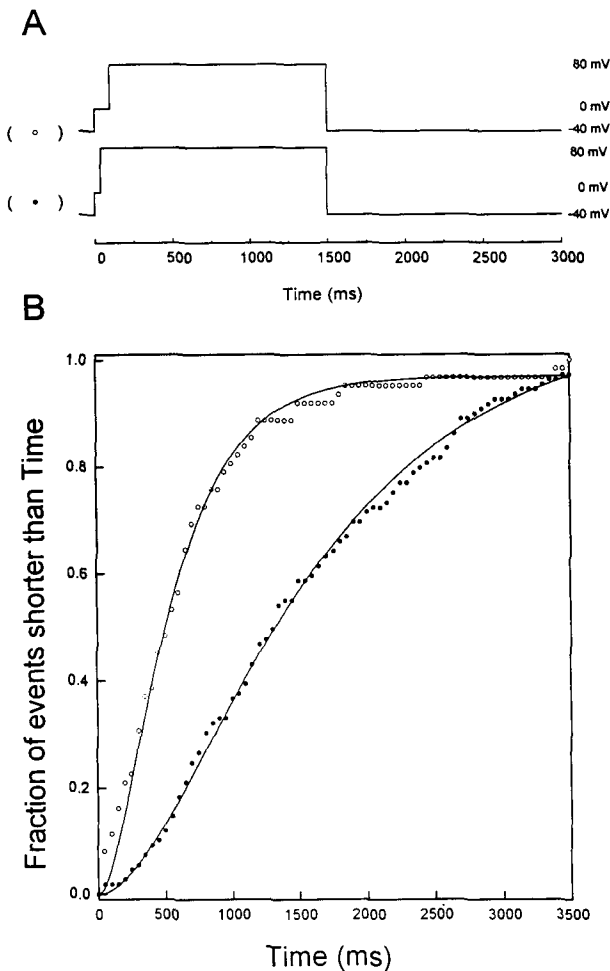 A
80 mV
0 mV
( ○ )
-40 mV
80 mV
0 mV
( • )
-40 mV
0 500 1000 1500 2000 2500 3000
Time (ms)
B
1.0
0.8
0.6
0.4
0.2
0.0
Fraction of events shorter than Time
0 500 1000 1500 2000 2500 3000 3500
Time (ms)